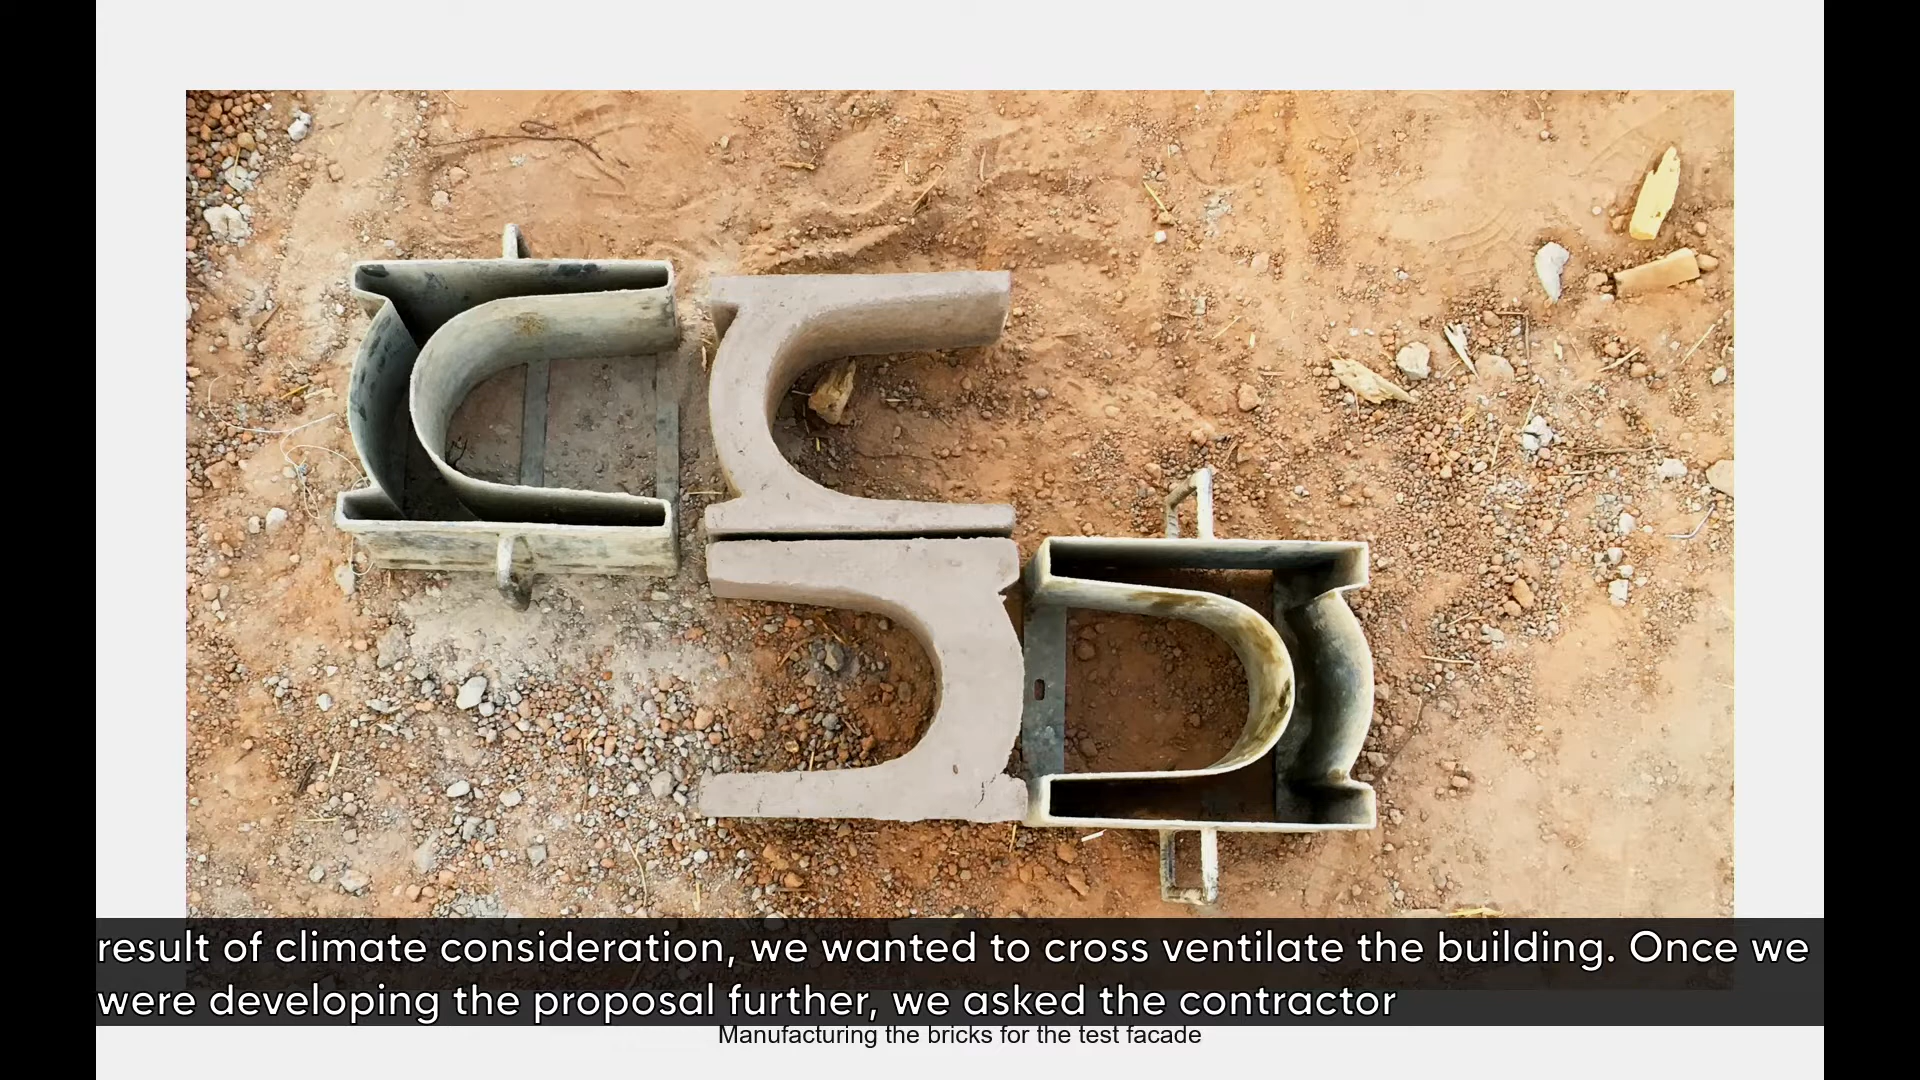 result of climate consideration, we wanted to cross ventilate the building. Once we
were developing the proposal further, we asked the contractor
Manufacturing the bricks for the test facade